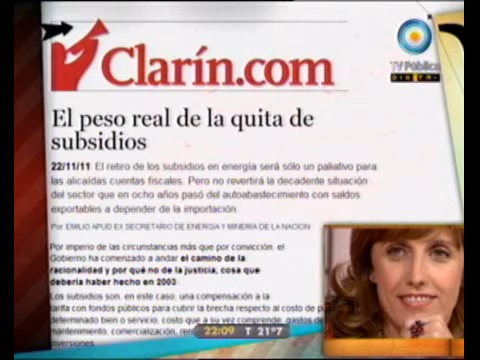 Clarín.com
TV Pública
DIGITAL
El peso real de la quita de
subsidios
22/11/11 El retiro de los subsidios en energía será sólo un paliativo para
las alicaídas cuentas fiscales. Pero no revertirá la decadente situación
del sector que en ocho años pasó del autoabastecimiento con saldos
exportables a depender de la importación.
Por EMILIO APUD EX SECRETARIO DE ENERGIA Y MINERIA DE LA NACION
Por imperio de las circunstancias más que por convicción, el
Gobierno ha comenzado a andar el camino de la
racionalidad y por qué no de la justicia, cosa que
debería haber hecho en 2003.
Los subsidios son, en este caso, una compensación a la
tarifa con fondos públicos para cubrir la brecha respecto al costo de
determinado bien o servicio, costo que a su vez comprende, gastos de
mantenimiento, comercialización,
22:09 T 21°7